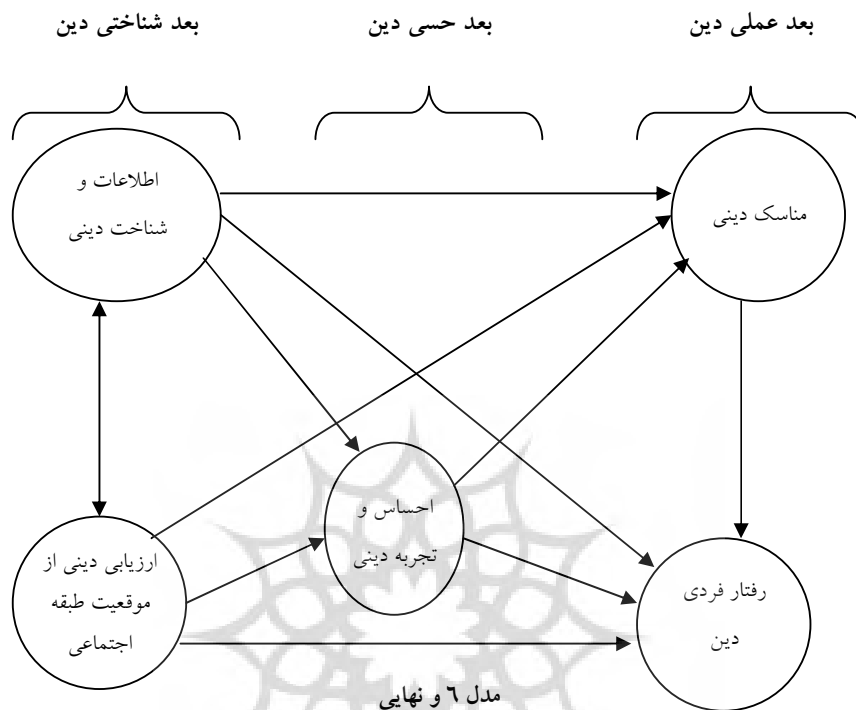 بعد عملی دین
بعد حسی دین
بعد شناختی دین
مناسک دینی
اطلاعات و
شناخت دینی
احساس و
تجربه دینی
ارزیابی دینی از
موقعیت طبقه
اجتماعی
رفتار فردی
دین
مدل ٦ و نهایی